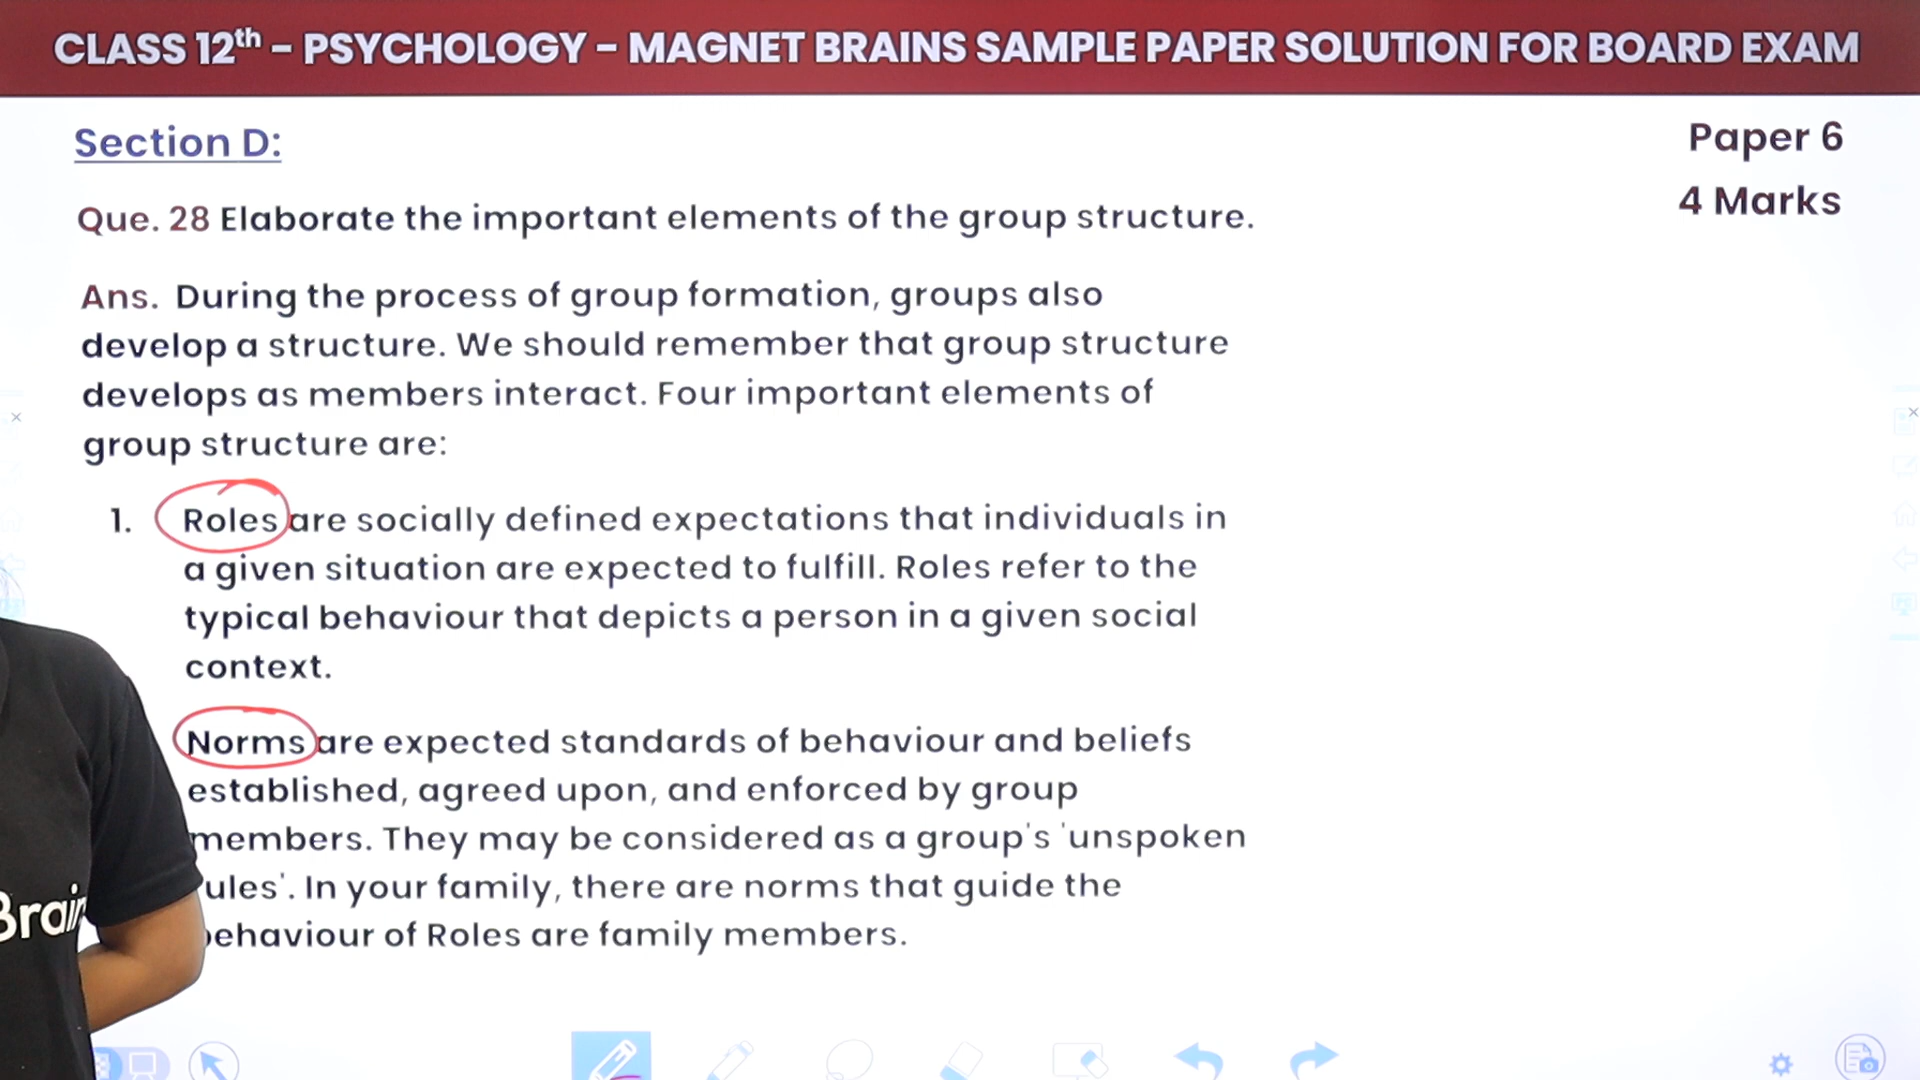 CLASS 12th – PSYCHOLOGY – MAGNET BRAINS SAMPLE PAPER SOLUTION FOR BOARD EXAM
Section D:
Paper 6
4 Marks
Que. 28 Elaborate the important elements of the group structure.
Ans. During the process of group formation, groups also
develop a structure. We should remember that group structure
develops as members interact. Four important elements of
group structure are:
1. Roles are socially defined expectations that individuals in
a given situation are expected to fulfill. Roles refer to the
typical behaviour that depicts a person in a given social
context.
Norms are expected standards of behaviour and beliefs
established, agreed upon, and enforced by group
members. They may be considered as a group's 'unspoken
ules'. In your family, there are norms that guide the
ehaviour of Roles are family members.
Brain